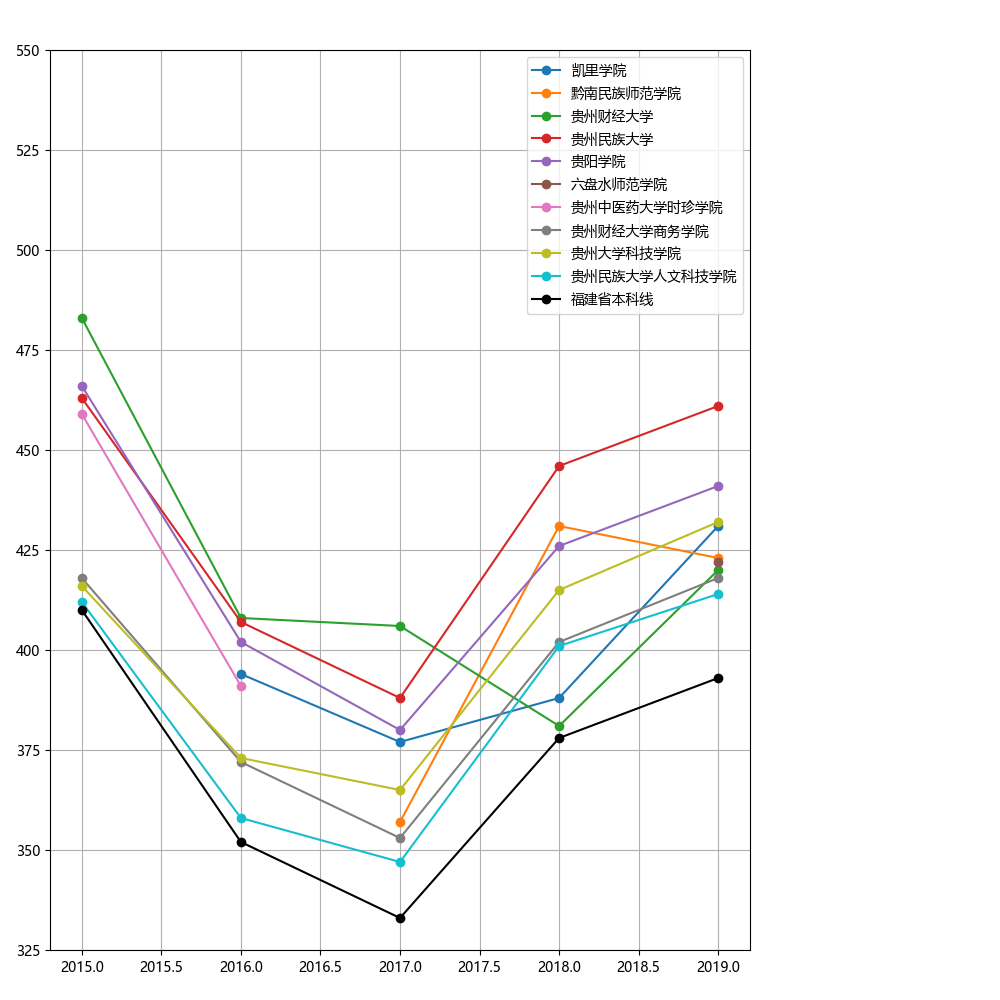 550
525
500
475
450
425
400
375
350
325
2015.0
2015.5
2016.0
2016.5
2017.0
2017.5
2018.0
2018.5
2019.0
凯里学院
黔南民族师范学院
贵州财经大学
贵州民族大学
贵阳学院
六盘水师范学院
贵州中医药大学时珍学院
贵州财经大学商务学院
贵州大学科技学院
贵州民族大学人文科技学院
福建省本科线